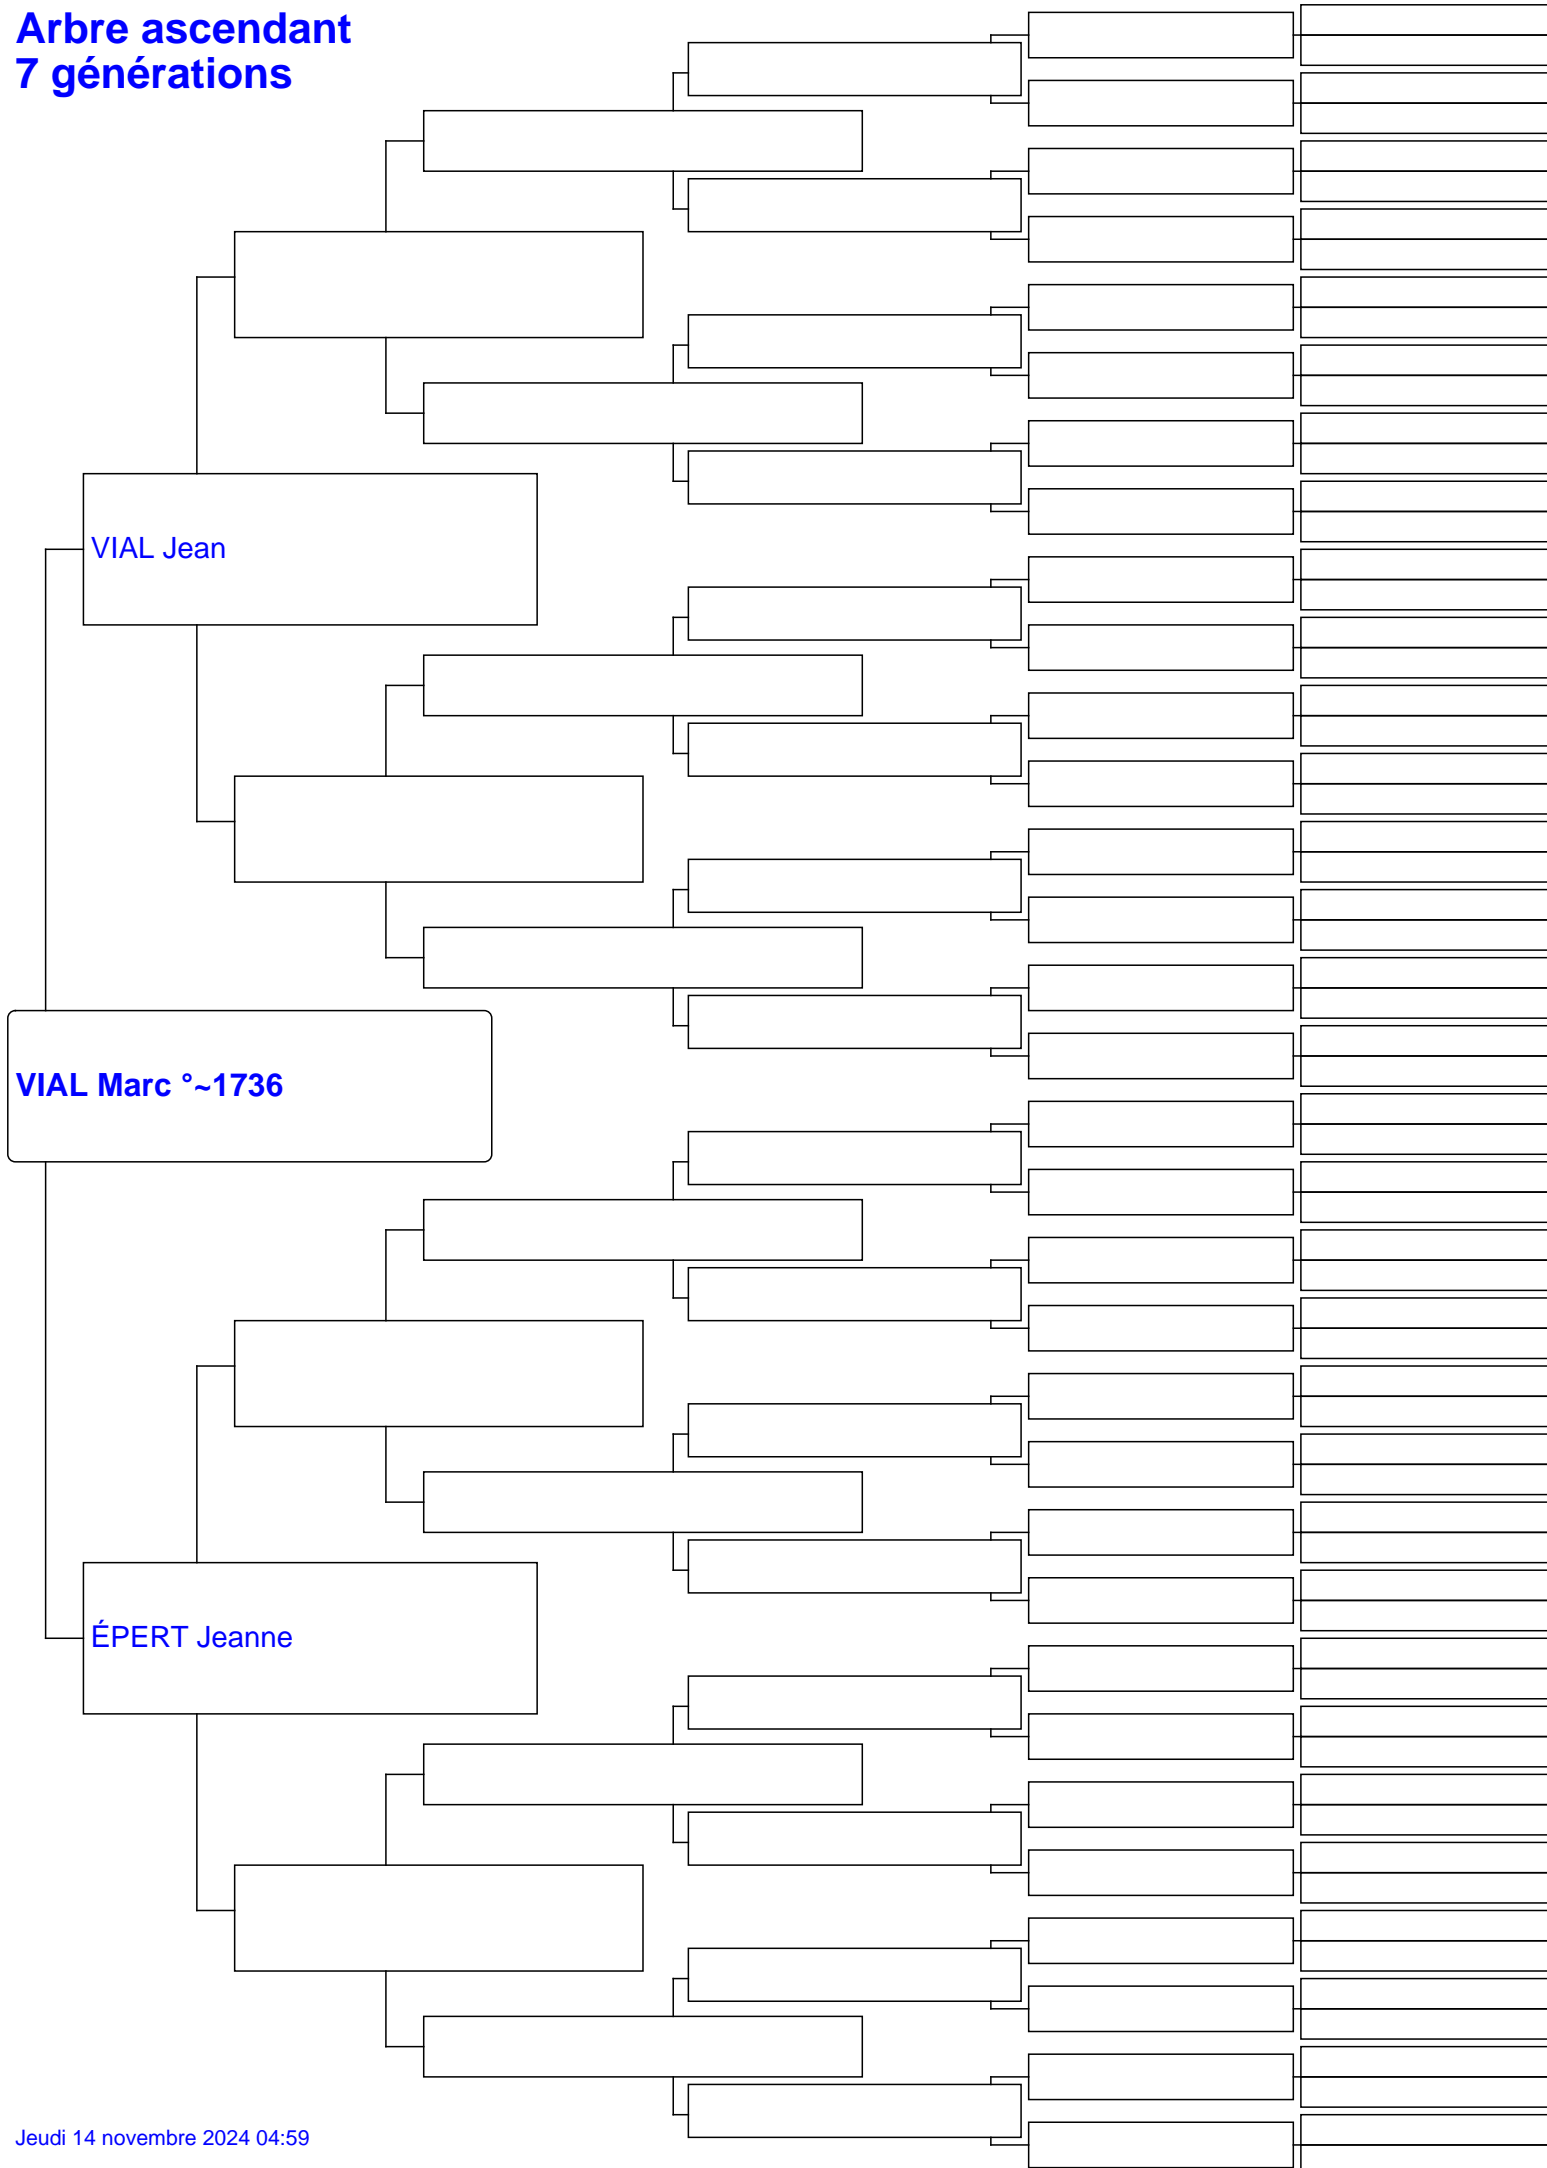 Arbre ascendant
7 générations
VIAL Jean
VIAL Marc °~1736
ÉPERT Jeanne
Jeudi 14 novembre 2024 04:59